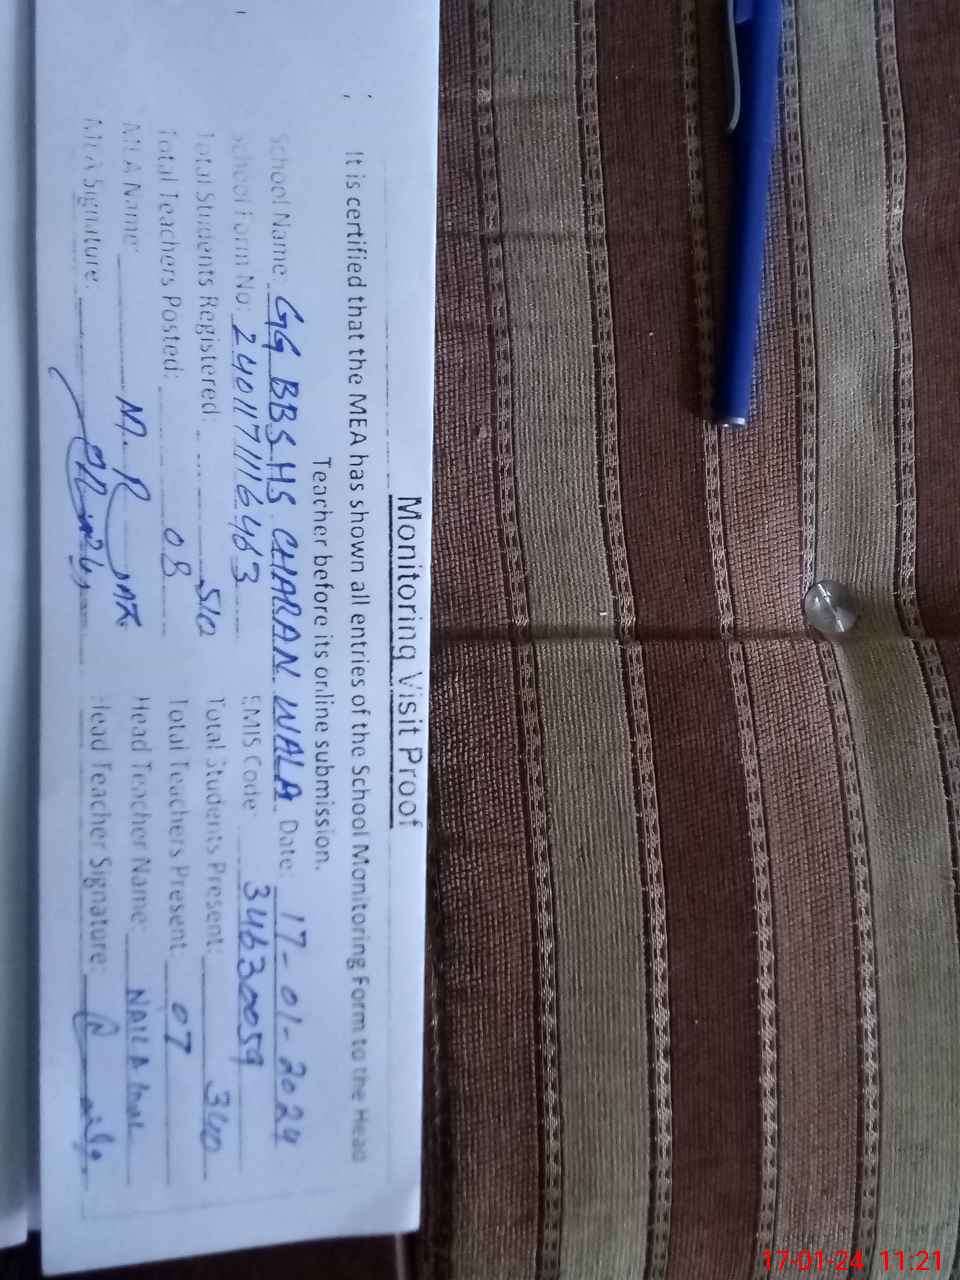 Monitoring Visit Proof
It is certified that the MEA has shown all entries of the School Monitoring Form to the Head
Teacher before its online submission.
School Name: GG BBS HS CHARAN WALA Date: 17-01-2024
School Form No: 24011711116463 EMIS Code: 34630059
Total Students Registered: 510 Total Students Present: 340
Total Teachers Posted: 08 Total Teachers Present: 07
MEA Name: M. R Head Teacher Name: NAILA
MEA Signature: Head Teacher Signature:
17-01-24 11:21